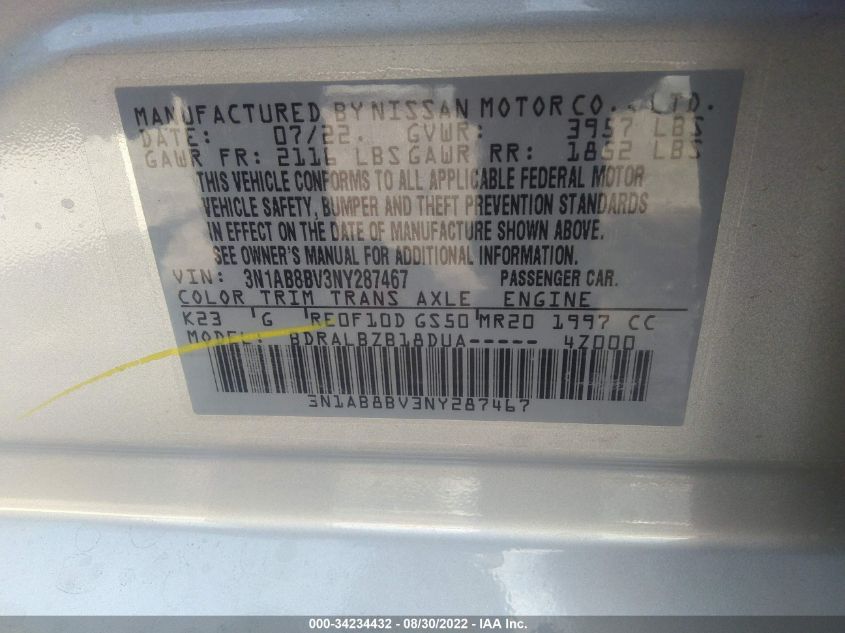 MANUFACTURED BY NISSAN MOTOR CO., LTD.
DATE: 07/22. GVWR: 3957 LBS
GAWR FR: 2116 LBS GAWR RR: 1852 LBS
THIS VEHICLE CONFORMS TO ALL APPLICABLE FEDERAL MOTOR
VEHICLE SAFETY, BUMPER AND THEFT PREVENTION STANDARDS
IN EFFECT ON THE DATE OF MANUFACTURE SHOWN ABOVE.
SEE OWNER'S MANUAL FOR ADDITIONAL INFORMATION.
VIN: 3N1AB8BV3NY287467 PASSENGER CAR.
COLOR TRIM TRANS AXLE ENGINE
K23 G RE0F10D GS50 MR20 1997 CC
MODEL: BDRALBZB18DUA----- 4Z000
3N1AB8BV3NY287467
000-34234432 - 08/30/2022 - IAA Inc.